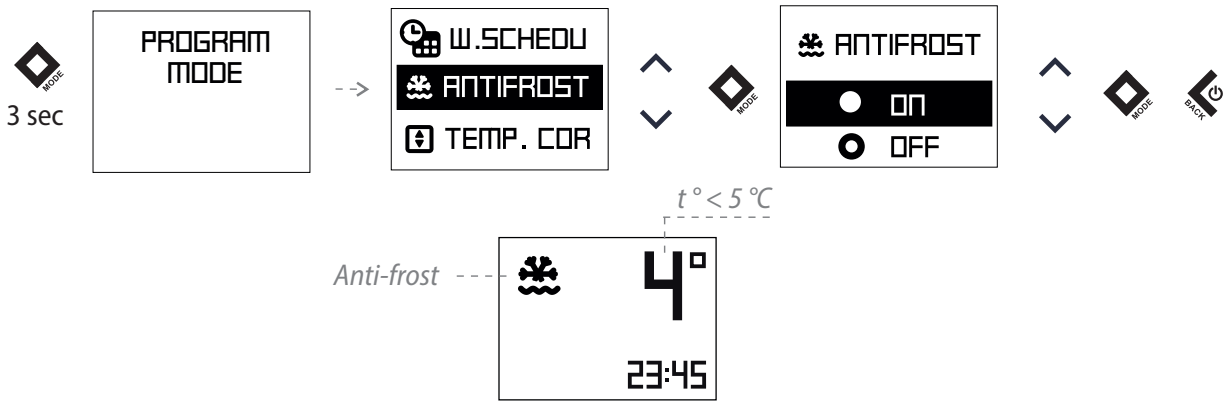 MODE
3 sec
PROGRAM
MODE
W.SCHEDU
ANTIFROST
TEMP. COR
MODE
ANTIFROST
ON
OFF
MODE
BACK
t° < 5 °C
Anti-frost
4°
23:45